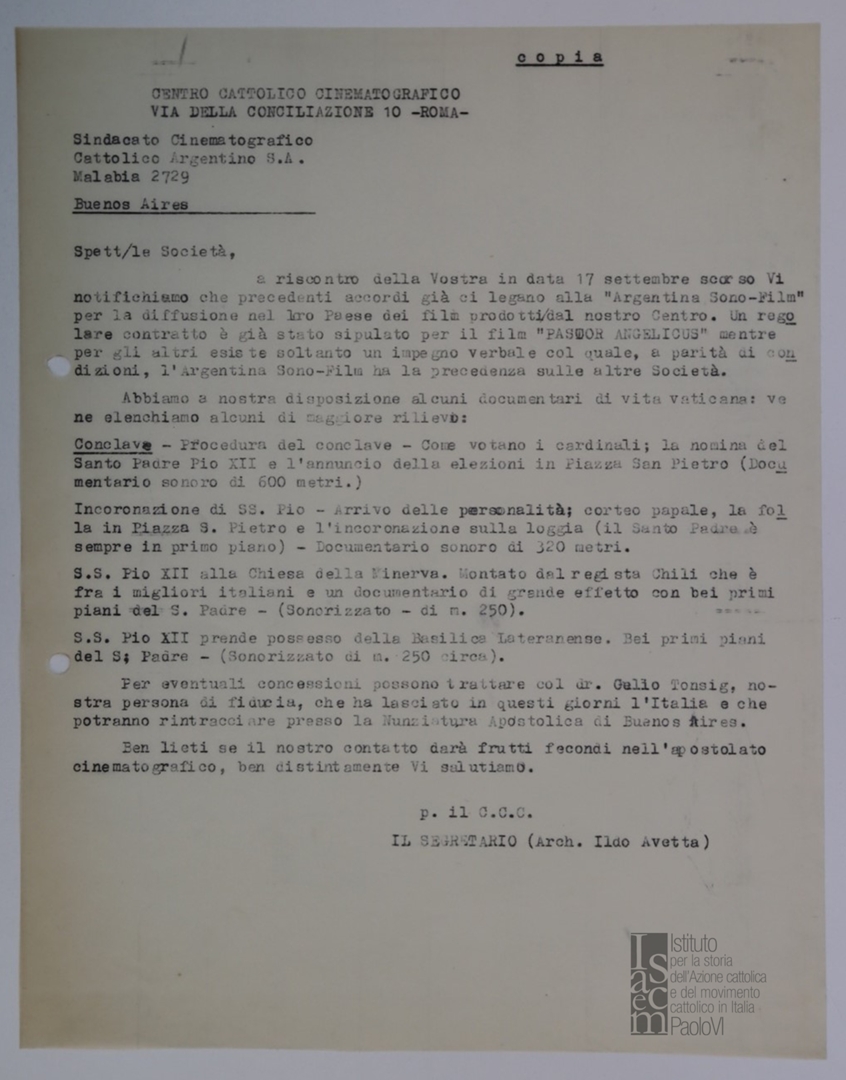 copia
CENTRO CATTOLICO CINEMATOGRAFICO
VIA DELLA CONCILIAZIONE 10 -ROMA-
Sindacato Cinematografico
Cattolico Argentino S.A.
Malabia 2729
Buenos Aires
Spett/le Società,
a riscontro della Vostra in data 17 settembre scorso Vi
notifichiamo che precedenti accordi già ci legano alla "Argentina Sono-Film"
per la diffusione nel loro Paese dei film prodotti/dal nostro Centro. Un rego
lare contratto è già stato sipulato per il film "PASTOR ANGELICUS" mentre
per gli altri esiste soltanto un impegno verbale col quale, a parità di con
dizioni, l'Argentina Sono-Film ha la precedenza sulle altre Società.
Abbiamo a nostra disposizione alcuni documentari di vita vaticana: ve
ne elenchiamo alcuni di maggiore rilievo:
Conclave - Procedura del conclave - Come votano i cardinali; la nomina del
Santo Padre Pio XII e l'annuncio della elezioni in Piazza San Pietro (Docu
mentario sonoro di 600 metri.)
Incoronazione di SS. Pio - Arrivo delle personalità; corteo papale, la fol
la in Piazza S. Pietro e l'incoronazione sulla loggia (il Santo Padre è
sempre in primo piano) - Documentario sonoro di 320 metri.
S.S. Pio XII alla Chiesa della Minerva. Montato dal regista Chili che è
fra i migliori italiani e un documentario di grande effetto con bei primi
piani del S. Padre - (Sonorizzato - di m. 250).
S.S. Pio XII prende possesso della Basilica Lateranense. Bei primi piani
del S; Padre - (Sonorizzato di m. 250 circa).
Per eventuali concessioni possono trattare col dr. Gullo Tonsig, no-
stra persona di fiducia, che ha lasciato in questi giorni l'Italia e che
potranno rintracciare presso la Nunziatura Apostolica di Buenos Aires.
Ben lieti se il nostro contatto darà frutti fecondi nell'apostolato
cinematografico, ben distintamente Vi salutiamo.
p. il C.C.C.
IL SEGRETARIO (Arch. Ildo Avetta)
Isacem
Istituto
per la storia
dell'Azione cattolica
e del movimento
cattolico in Italia
PaoloVI